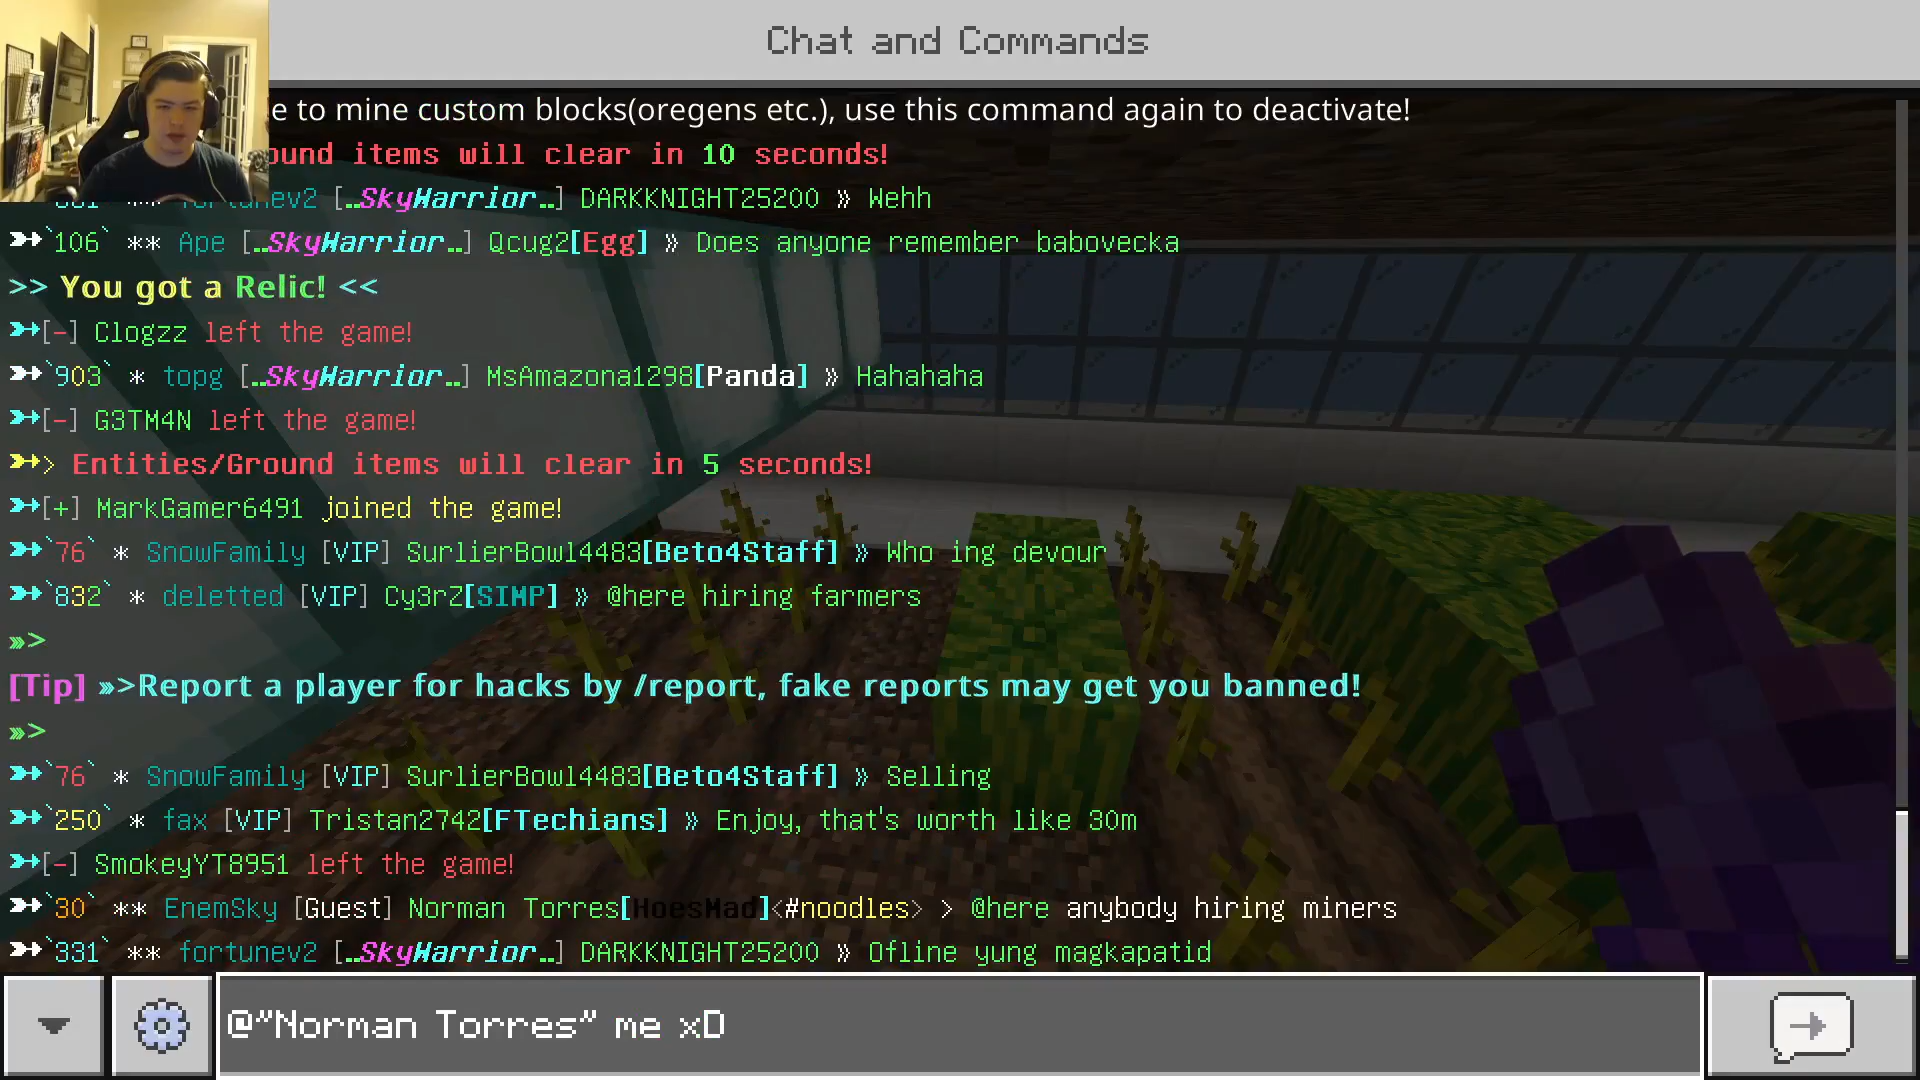 Chat and Commands
e to mine custom blocks(oregens etc.), use this command again to deactivate!
ound items will clear in 10 seconds!
fortunev2 [..SkyWarrior..] DARKKNIGHT25200 » Wehh
`106` ** Ape [..SkyWarrior..] Qcug2[Egg] » Does anyone remember babovecka
>> You got a Relic! <<
[-] Clogzz left the game!
`903` * topg [..SkyWarrior..] MsAmazona1298[Panda] » Hahahaha
[-] G3TM4N left the game!
> Entities/Ground items will clear in 5 seconds!
[+] MarkGamer6491 joined the game!
`76` * SnowFamily [VIP] SurlierBowl4483[Beto4Staff] » Who ing devour
`832` * deletted [VIP] Cy3rZ[SIMP] » @here hiring farmers
»>
[Tip] »>Report a player for hacks by /report, fake reports may get you banned!
»>
`76` * SnowFamily [VIP] SurlierBowl4483[Beto4Staff] » Selling
`250` * fax [VIP] Tristan2742[FTechians] » Enjoy, that's worth like 30m
[-] SmokeyYT8951 left the game!
`30` ** EnemSky [Guest] Norman Torres[HoesMad]<#noodles> > @here anybody hiring miners
`331` ** fortunev2 [..SkyWarrior..] DARKKNIGHT25200 » Ofline yung magkapatid
@"Norman Torres" me xD